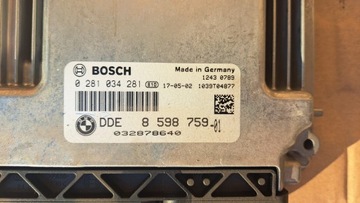 BOSCH
Made in Germany
1243 0789
0 281 034 281
17-05-02 1039T04877
DDE 8 598 759-01
032878640